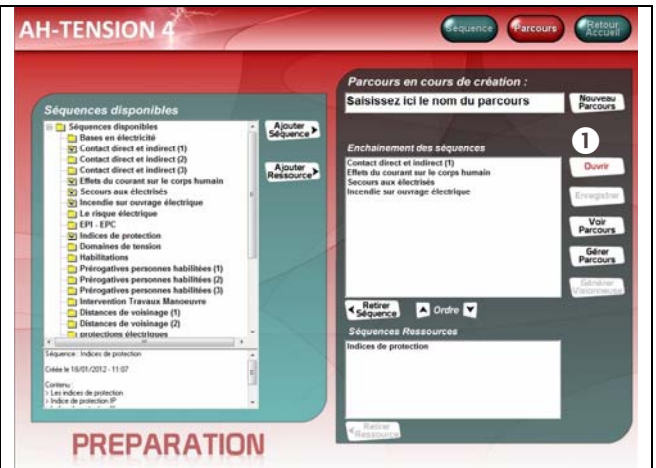 AH-TENSION 4
Séquence
Parcours
Retour
Accueil
Séquences disponibles
Séquences disponibles
Bases en électricité
Contact direct et indirect (1)
Contact direct et indirect (2)
Contact direct et indirect (3)
Effets du courant sur le corps humain
Secours aux électrisés
Incendie sur ouvrage électrique
Le risque électrique
EPI - EPC
Indices de protection
Domaines de tension
Habilitations
Prérogatives personnes habilitées (1)
Prérogatives personnes habilitées (2)
Prérogatives personnes habilitées (3)
Intervention Travaux Manoeuvre
Distances de voisinage (1)
Distances de voisinage (2)
protections électriques
Séquence : Indices de protection
Créée le 16/01/2012 - 11:07
Contenu :
> Les indices de protection
> Indice de protection IP
Ajouter
Séquence
Ajouter
Ressource
Parcours en cours de création :
Saisissez ici le nom du parcours
Nouveau
Parcours
1
Enchainement des séquences
Contact direct et indirect (1)
Effets du courant sur le corps humain
Secours aux électrisés
Incendie sur ouvrage électrique
Ouvrir
Enregistrer
Voir
Parcours
Gérer
Parcours
Générer
Visionneuse
Retirer
Séquence
Ordre
Séquences Ressources
Indices de protection
Retirer
Ressource
PREPARATION